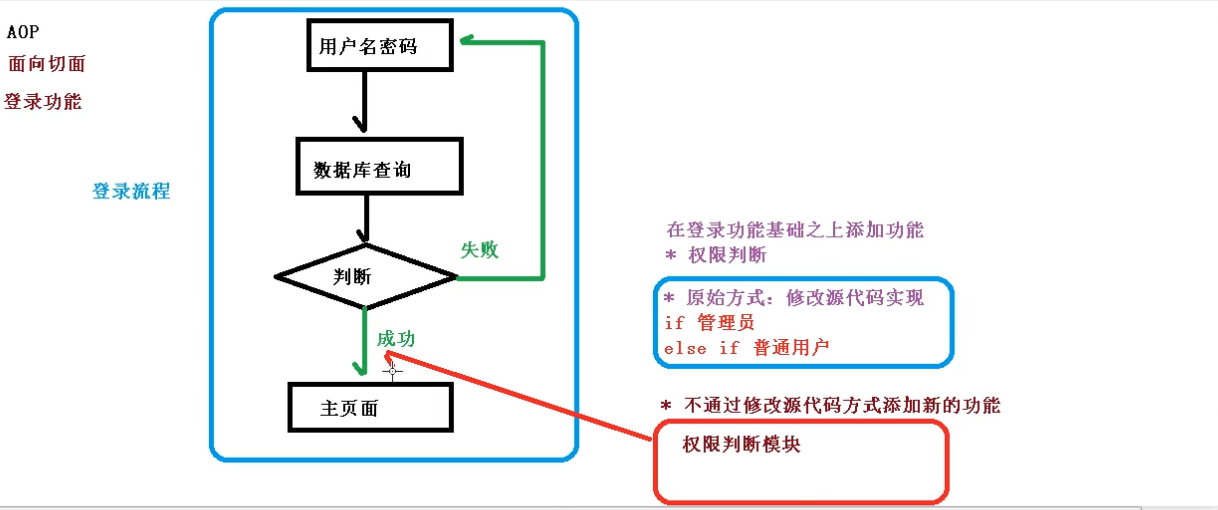 AOP
面向切面
登录功能
登录流程
用户名密码
数据库查询
判断
失败
成功
主页面
在登录功能基础之上添加功能
* 权限判断
* 原始方式：修改源代码实现
if 管理员
else if 普通用户
* 不通过修改源代码方式添加新的功能
权限判断模块